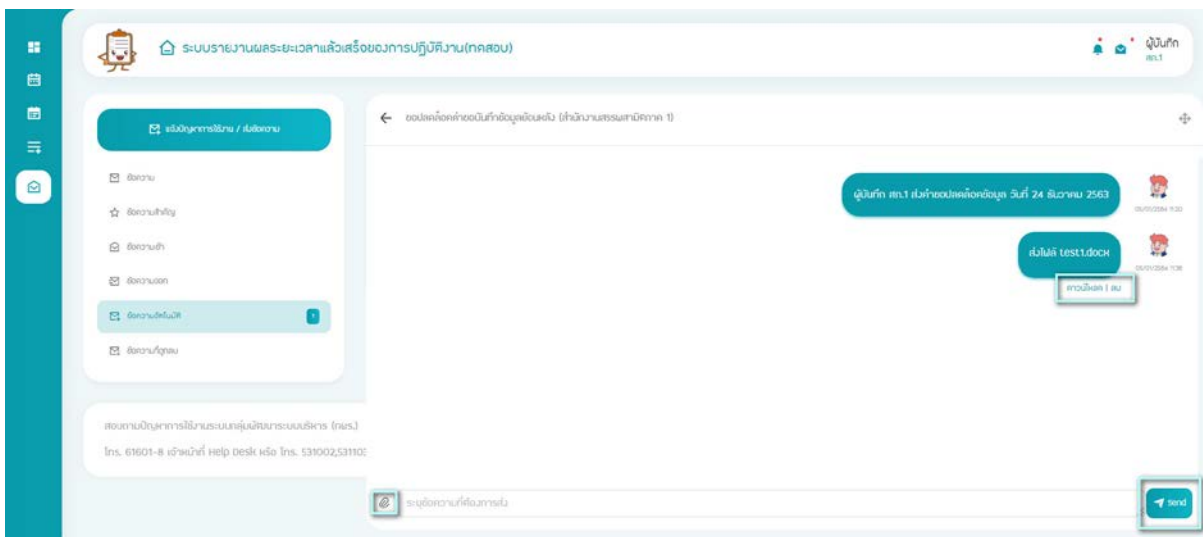 ระบบรายงานผลระยะเวลาแล้วเสร็จของการปฏิบัติงาน(ทดสอบ)
ผู้บันทึก
สท.1
แจ้งปัญหาการใช้งาน / ส่งข้อความ
ข้อความ
ข้อความสำคัญ
ข้อความเข้า
ข้อความออก
ข้อความอัตโนมัติ
1
ข้อความที่ถูกลบ
สอบถามปัญหาการใช้งานระบบกลุ่มพัฒนาระบบบริหาร (กพร.)
โทร. 61601-8 เจ้าหน้าที่ Help Desk หรือ โทร. 531002,53110
ขอปลดล็อคคำขอบันทึกข้อมูลย้อนหลัง (สำนักงานสรรพสามิตภาค 1)
ผู้บันทึก สท.1 ส่งคำขอปลดล็อคข้อมูล วันที่ 24 ธันวาคม 2563
05/01/2564 11:20
ส่งไฟล์ test1.docx
05/01/2564 11:38
ดาวน์โหลด | ลบ
ระบุข้อความที่ต้องการส่ง
Send